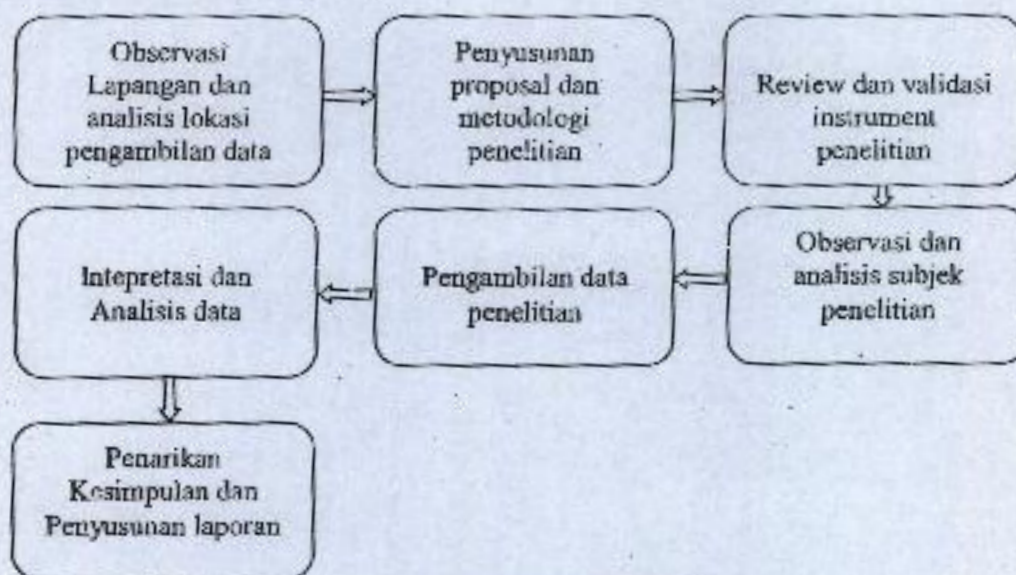 Observasi
Lapangan dan
analisis lokasi
pengambilan data
Penyusunan
proposal dan
metodologi
penelitian
Review dan validasi
instrument
penelitian
Observasi dan
analisis subjek
penelitian
Pengambilan data
penelitian
Intepretasi dan
Analisis data
Penarikan
Kesimpulan dan
Penyusunan laporan